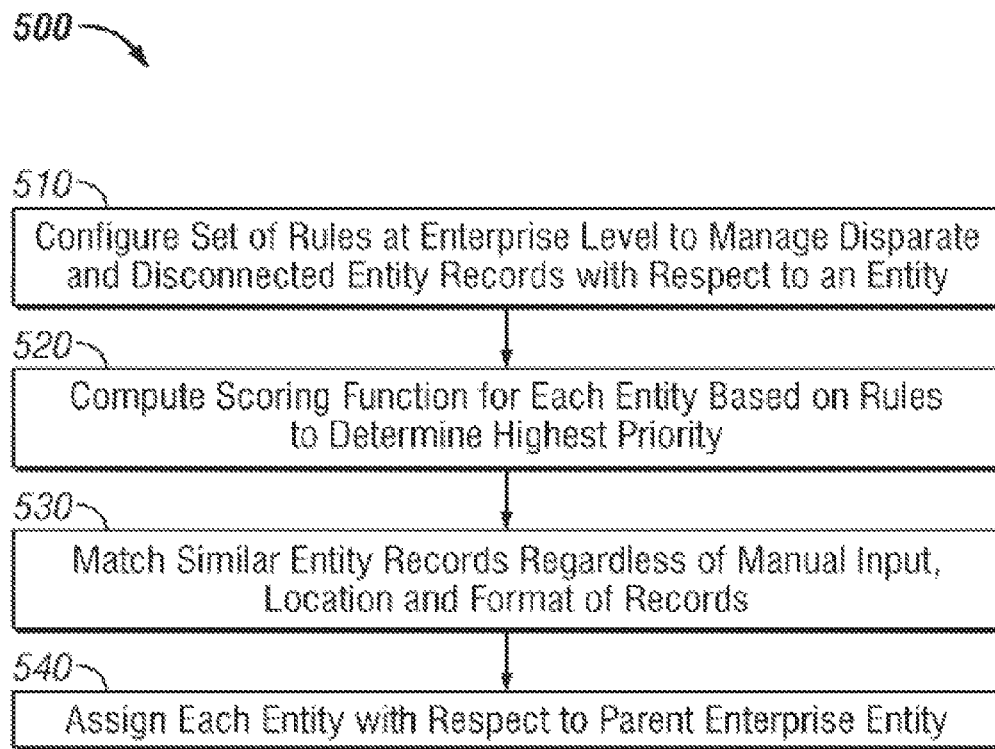 500
510
Configure Set of Rules at Enterprise Level to Manage Disparate
and Disconnected Entity Records with Respect to an Entity
520
Compute Scoring Function for Each Entity Based on Rules
to Determine Highest Priority
530
Match Similar Entity Records Regardless of Manual Input,
Location and Format of Records
540
Assign Each Entity with Respect to Parent Enterprise Entity